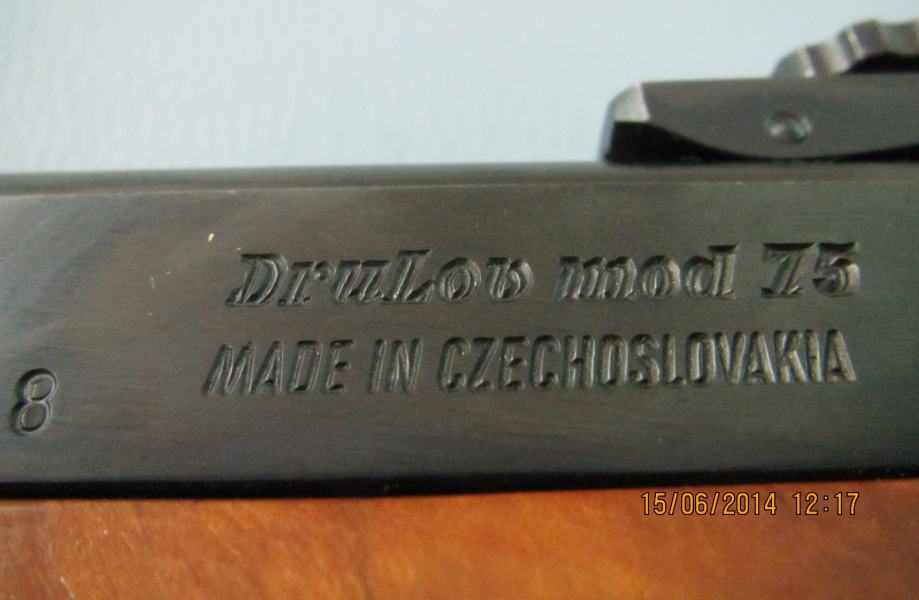 DruLov mod 75
MADE IN CZECHOSLOVAKIA
8
15/06/2014 12:17